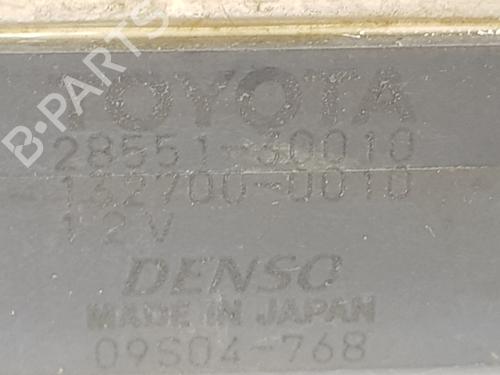 TOYOTA
28551-30010
132700-0010
12V
DENSO
MADE IN JAPAN
09S04-768
B-PARTS